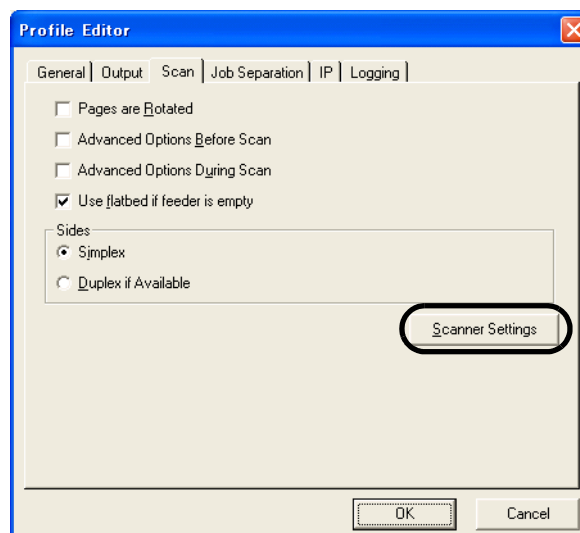 Profile Editor
General Output Scan Job Separation IP Logging
Pages are Rotated
Advanced Options Before Scan
Advanced Options During Scan
Use flatbed if feeder is empty
Sides
Simplex
Duplex if Available
Scanner Settings
OK Cancel